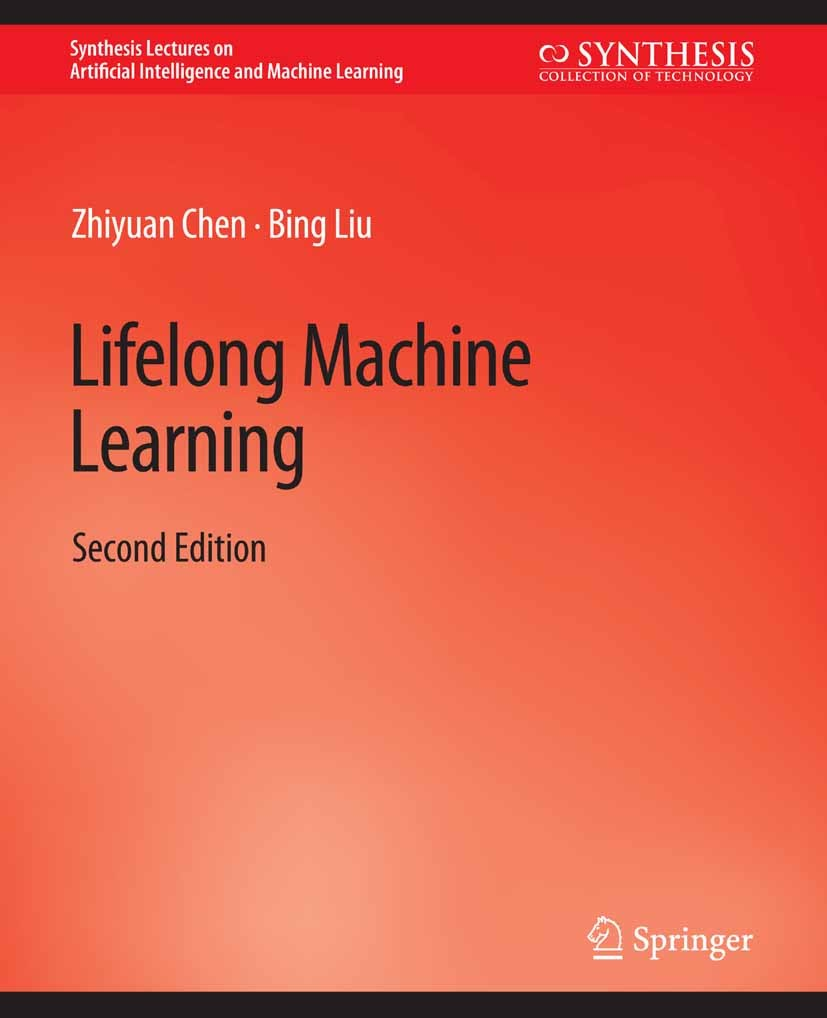 Synthesis Lectures on
Artificial Intelligence and Machine Learning
SYNTHESIS
COLLECTION OF TECHNOLOGY
Zhiyuan Chen · Bing Liu
Lifelong Machine
Learning
Second Edition
Springer